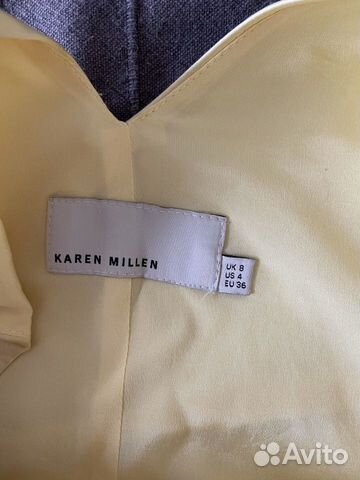 KAREN MILLEN
UK 8
US 4
EU 36
Avito